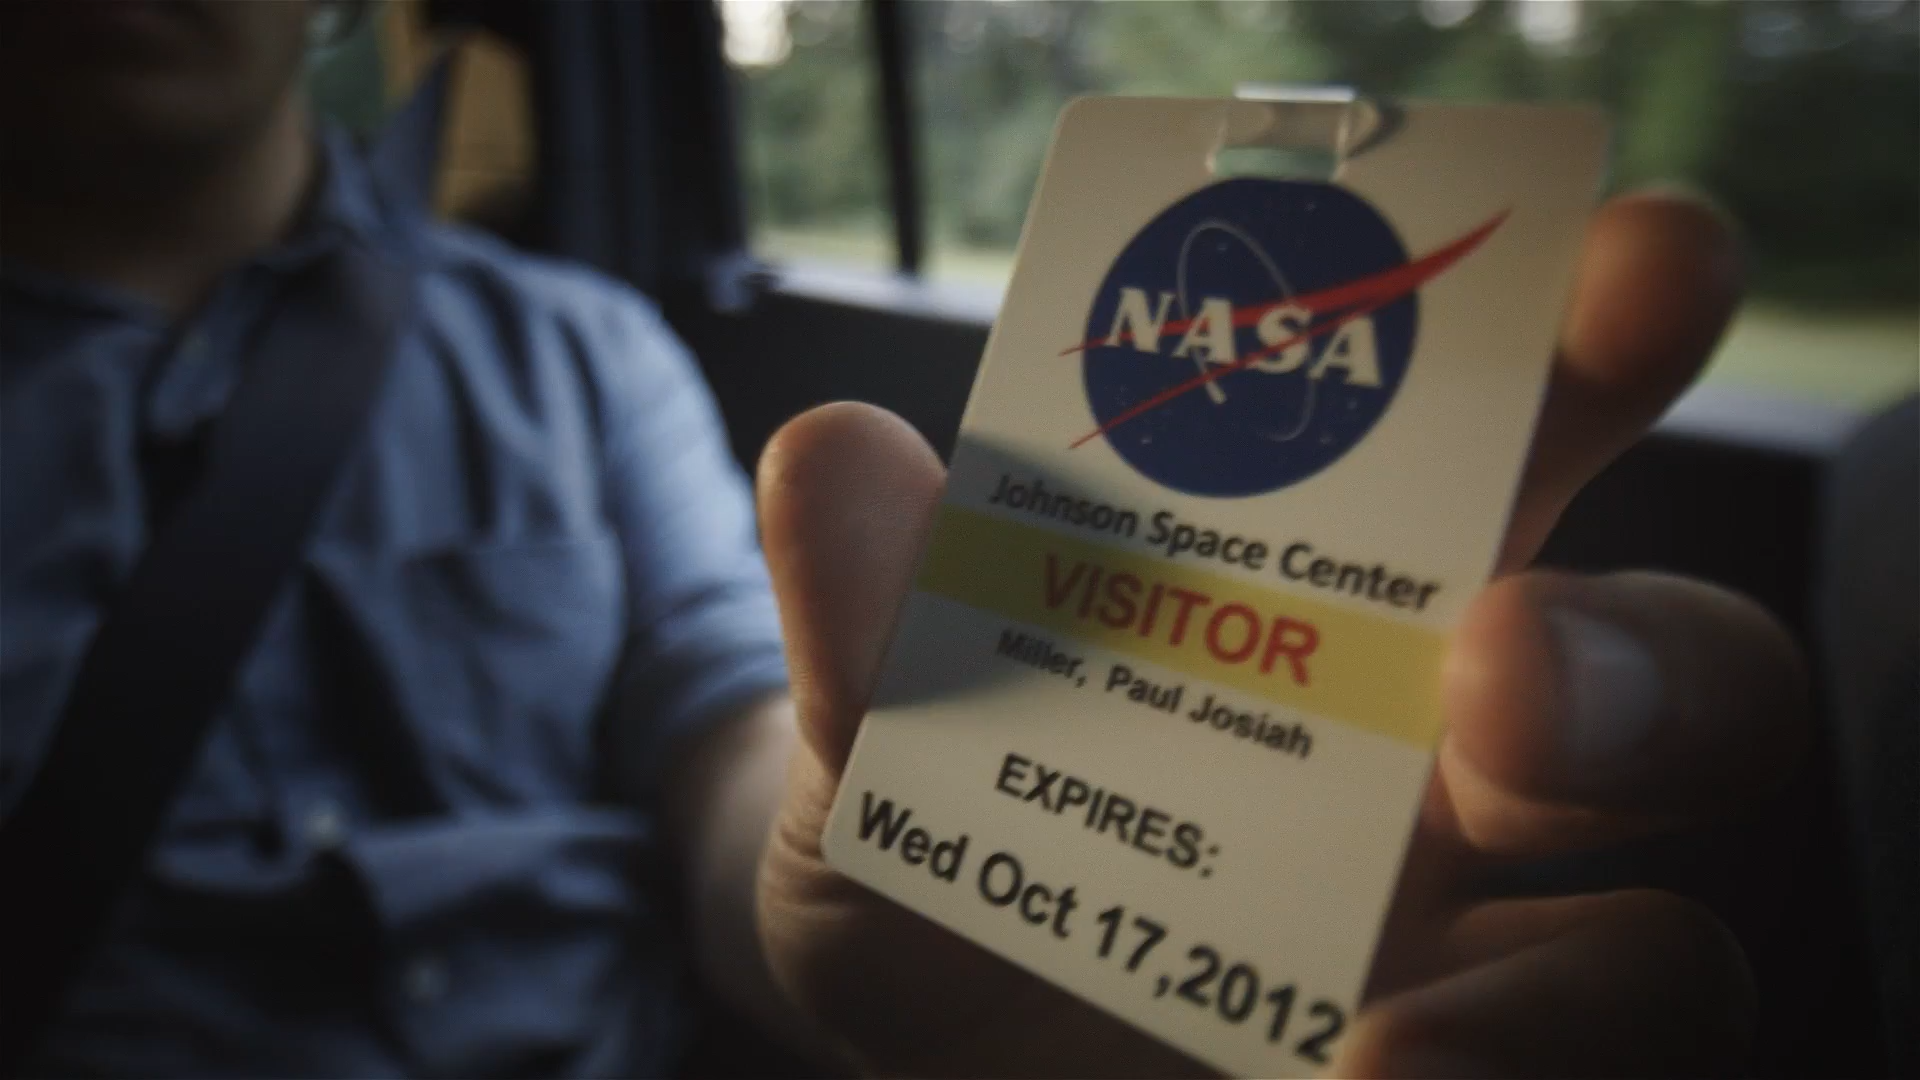 NASA
Johnson Space Center
VISITOR
Miller, Paul Josiah
EXPIRES:
Wed Oct 17,2012